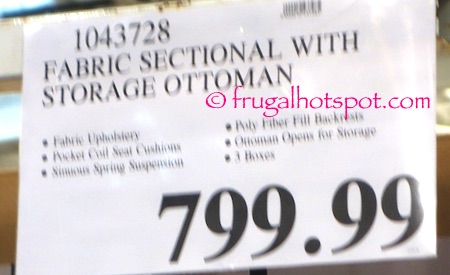 1043728
FABRIC SECTIONAL WITH
STORAGE OTTOMAN
© frugalhotspot.com
• Fabric Upholstery
• Pocket Coil Seat Cushions
• Sinuous Spring Suspension
• Poly Fiber Fill Backrests
• Ottoman Opens for Storage
• 3 Boxes
799.99